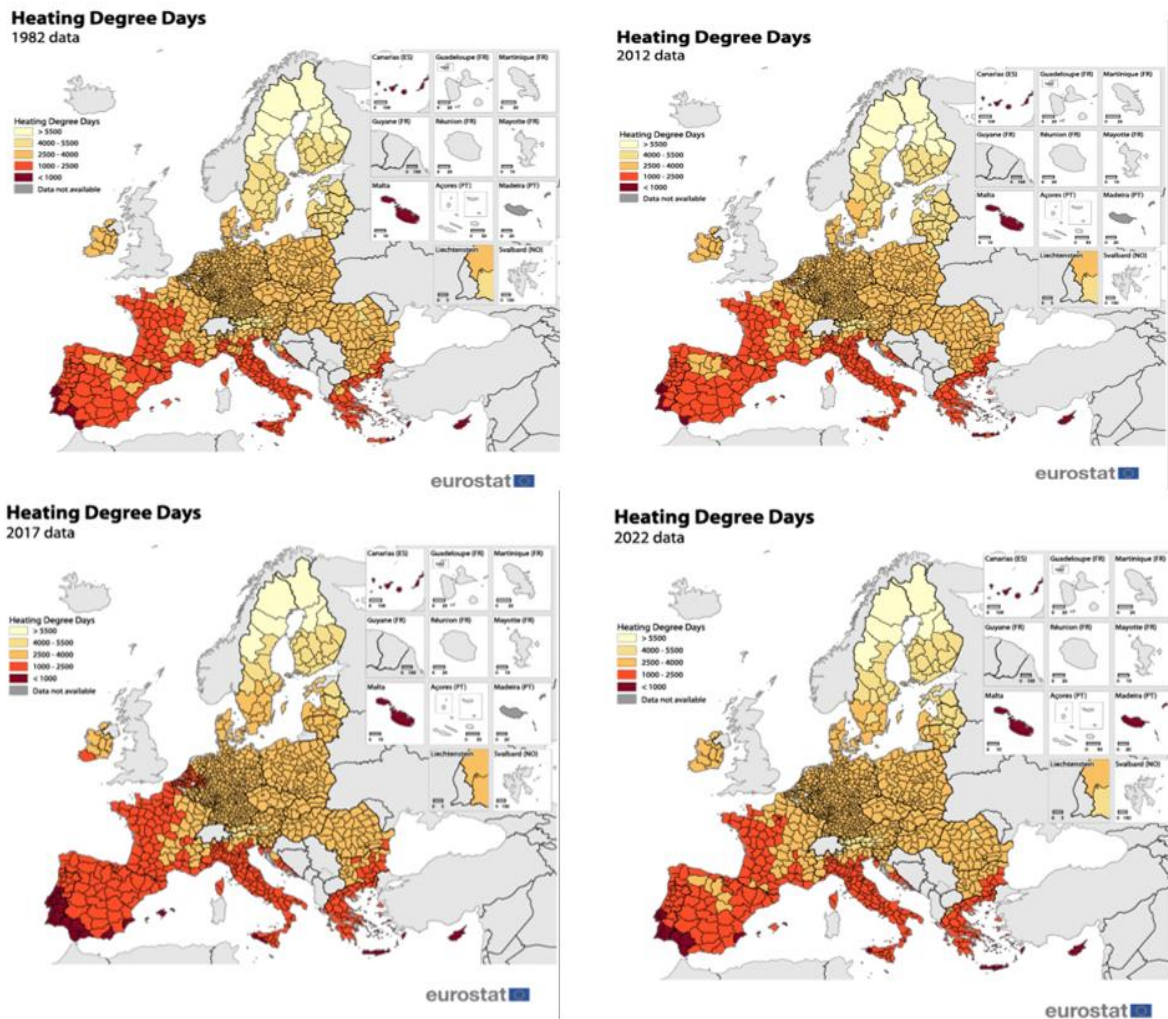 Heating Degree Days
1982 data
Canarias (ES)
Guadeloupe (FR)
Martinique (FR)
Heating Degree Days
> 5500
4000 - 5500
2500 - 4000
1000 - 2500
< 1000
Data not available
Guyane (FR)
Réunion (FR)
Mayotte (FR)
Malta
Açores (PT)
Madeira (PT)
Liechtenstein
Svalbard (NO)
eurostat
Heating Degree Days
2012 data
Canarias (ES)
Guadeloupe (FR)
Martinique (FR)
Heating Degree Days
> 5500
4000 - 5500
2500 - 4000
1000 - 2500
< 1000
Data not available
Guyane (FR)
Réunion (FR)
Mayotte (FR)
Malta
Açores (PT)
Madeira (PT)
Liechtenstein
Svalbard (NO)
eurostat
Heating Degree Days
2017 data
Canarias (ES)
Guadeloupe (FR)
Martinique (FR)
Heating Degree Days
> 5500
4000 - 5500
2500 - 4000
1000 - 2500
< 1000
Data not available
Guyane (FR)
Réunion (FR)
Mayotte (FR)
Malta
Açores (PT)
Madeira (PT)
Liechtenstein
Svalbard (NO)
eurostat
Heating Degree Days
2022 data
Canarias (ES)
Guadeloupe (FR)
Martinique (FR)
Heating Degree Days
> 5500
4000 - 5500
2500 - 4000
1000 - 2500
< 1000
Data not available
Guyane (FR)
Réunion (FR)
Mayotte (FR)
Malta
Açores (PT)
Madeira (PT)
Liechtenstein
Svalbard (NO)
eurostat